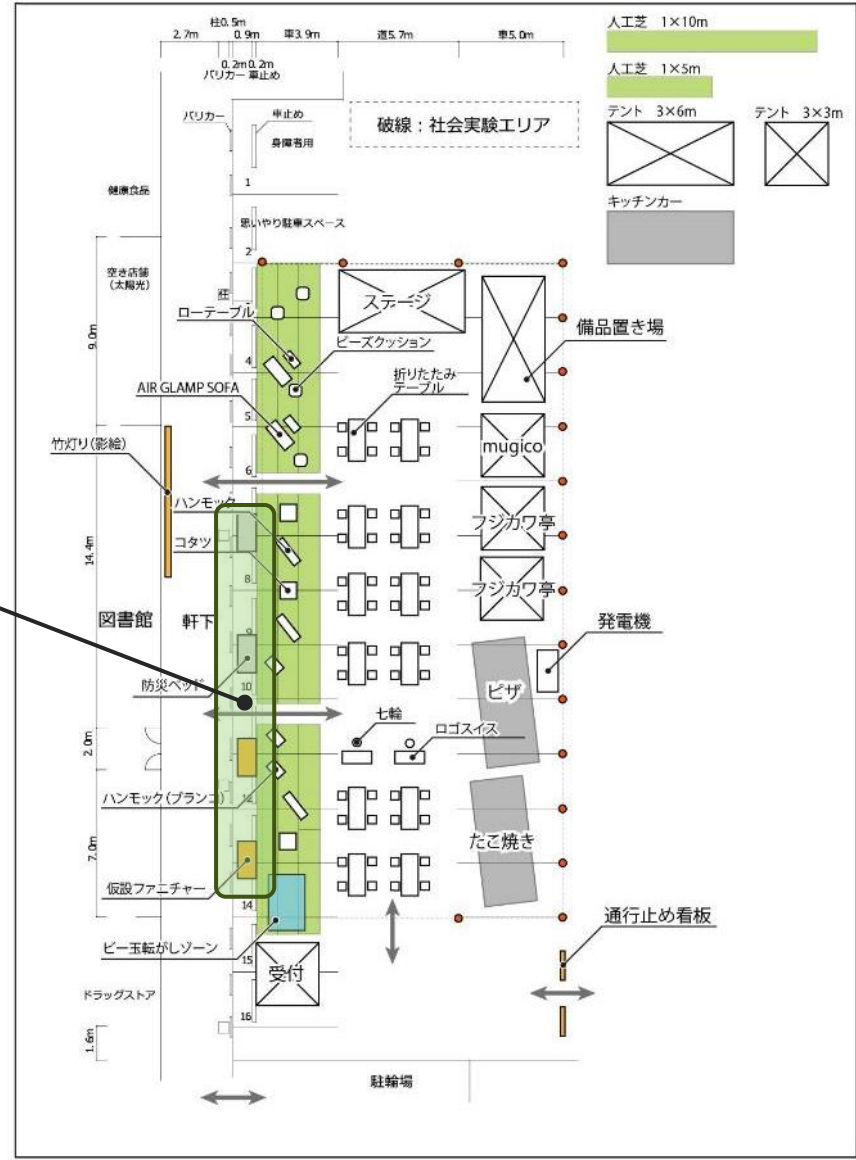 柱0.5m
2.7m
0.9m
車3.9m
道5.7m
車5.0m
0.2m
0.2m
バリカー 車止め
人工芝 1×10m
人工芝 1×5m
テント 3×6m
テント 3×3m
キッチンカー
バリカー
車止め
身障者用
破線：社会実験エリア
健康食品
1
思いやり駐車スペース
2
空き店舗
(太陽光)
9.0m
ローテーブル
ステージ
ビーズクッション
備品置き場
4
AIR GLAMP SOFA
折りたたみ
テーブル
5
竹灯り(影絵)
mugico
6
ハンモック
フジカワ亭
コタツ
14.4m
8
フジカワ亭
図書館
軒下
9
発電機
防災ベッド
10
ピザ
七輪
ロゴスイス
2.0m
ハンモック(ブランコ)
12
たこ焼き
7.0m
仮設ファニチャー
14
通行止め看板
ビー玉転がしゾーン
15
受付
ドラッグストア
16
1.6m
駐輪場